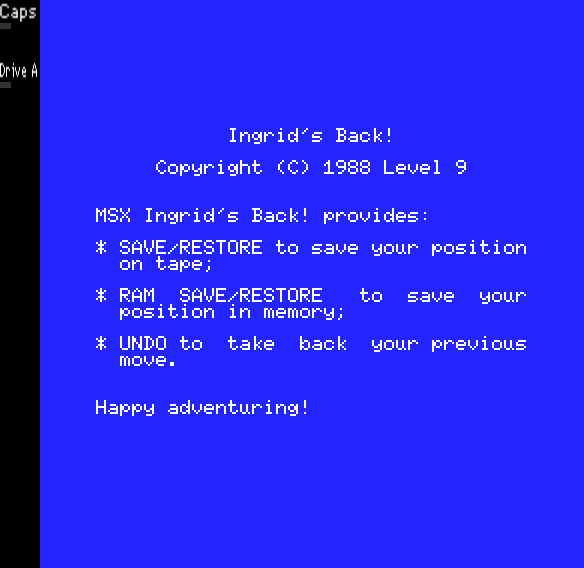 Caps
Drive A
Ingrid's Back!
Copyright (C) 1988 Level 9
MSX Ingrid's Back! provides:
* SAVE/RESTORE to save your position
on tape;
* RAM SAVE/RESTORE to save your
position in memory;
* UNDO to take back your previous
move.
Happy adventuring!